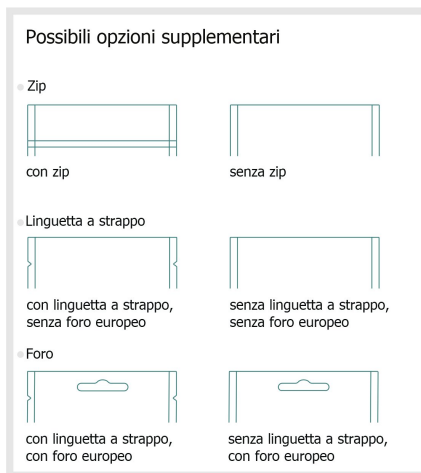 Possibili opzioni supplementari
Zip
con zip
senza zip
Linguetta a strappo
con linguetta a strappo,
senza foro europeo
senza linguetta a strappo,
senza foro europeo
Foro
con linguetta a strappo,
con foro europeo
senza linguetta a strappo,
con foro europeo